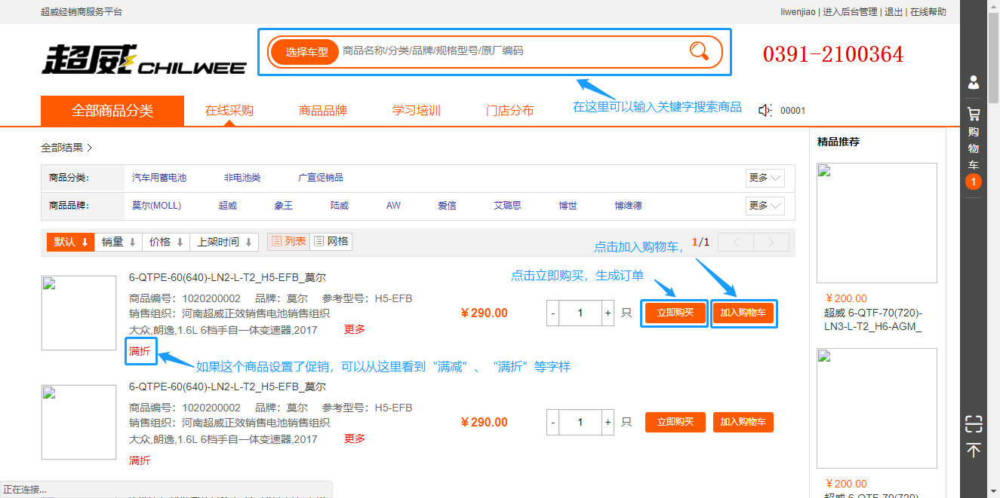 超威经销商服务平台
liwenjiao | 进入后台管理 | 退出 | 在线帮助
超威 CHILWEE
选择车型 商品名称/分类/品牌/规格型号/原厂编码
0391-2100364
在这里可以输入关键字搜索商品
全部商品分类 在线采购 商品品牌 学习培训 门店分布
00001
购物车
1
全部结果 >
精品推荐
商品分类: 汽车用蓄电池 非电池类 广宣促销品 更多
商品品牌: 莫尔(MOLL) 超威 象王 陆威 AW 爱信 艾璐思 博世 博维德 更多
默认 销量 价格 上架时间 列表 网格
点击加入购物车，
1/1
点击立即购买，生成订单
6-QTPE-60(640)-LN2-L-T2_H5-EFB_莫尔
商品编号：1020200002 品牌：莫尔 参考型号：H5-EFB
销售组织：河南超威正效销售电池销售组织
大众,朗逸,1.6L 6档手自一体变速器,2017 更多
满折
￥290.00
- 1 + 只 立即购买 加入购物车
如果这个商品设置了促销，可以从这里看到“满减”、“满折”等字样
6-QTPE-60(640)-LN2-L-T2_H5-EFB_莫尔
商品编号：1020200002 品牌：莫尔 参考型号：H5-EFB
销售组织：河南超威正效销售电池销售组织
大众,朗逸,1.6L 6档手自一体变速器,2017 更多
满折
￥290.00
- 1 + 只 立即购买 加入购物车
￥200.00
超威 6-QTF-70(720)-
LN3-L-T2_H6-AGM_
￥200.00
超威 6-QTF-70(720)-
正在连接...